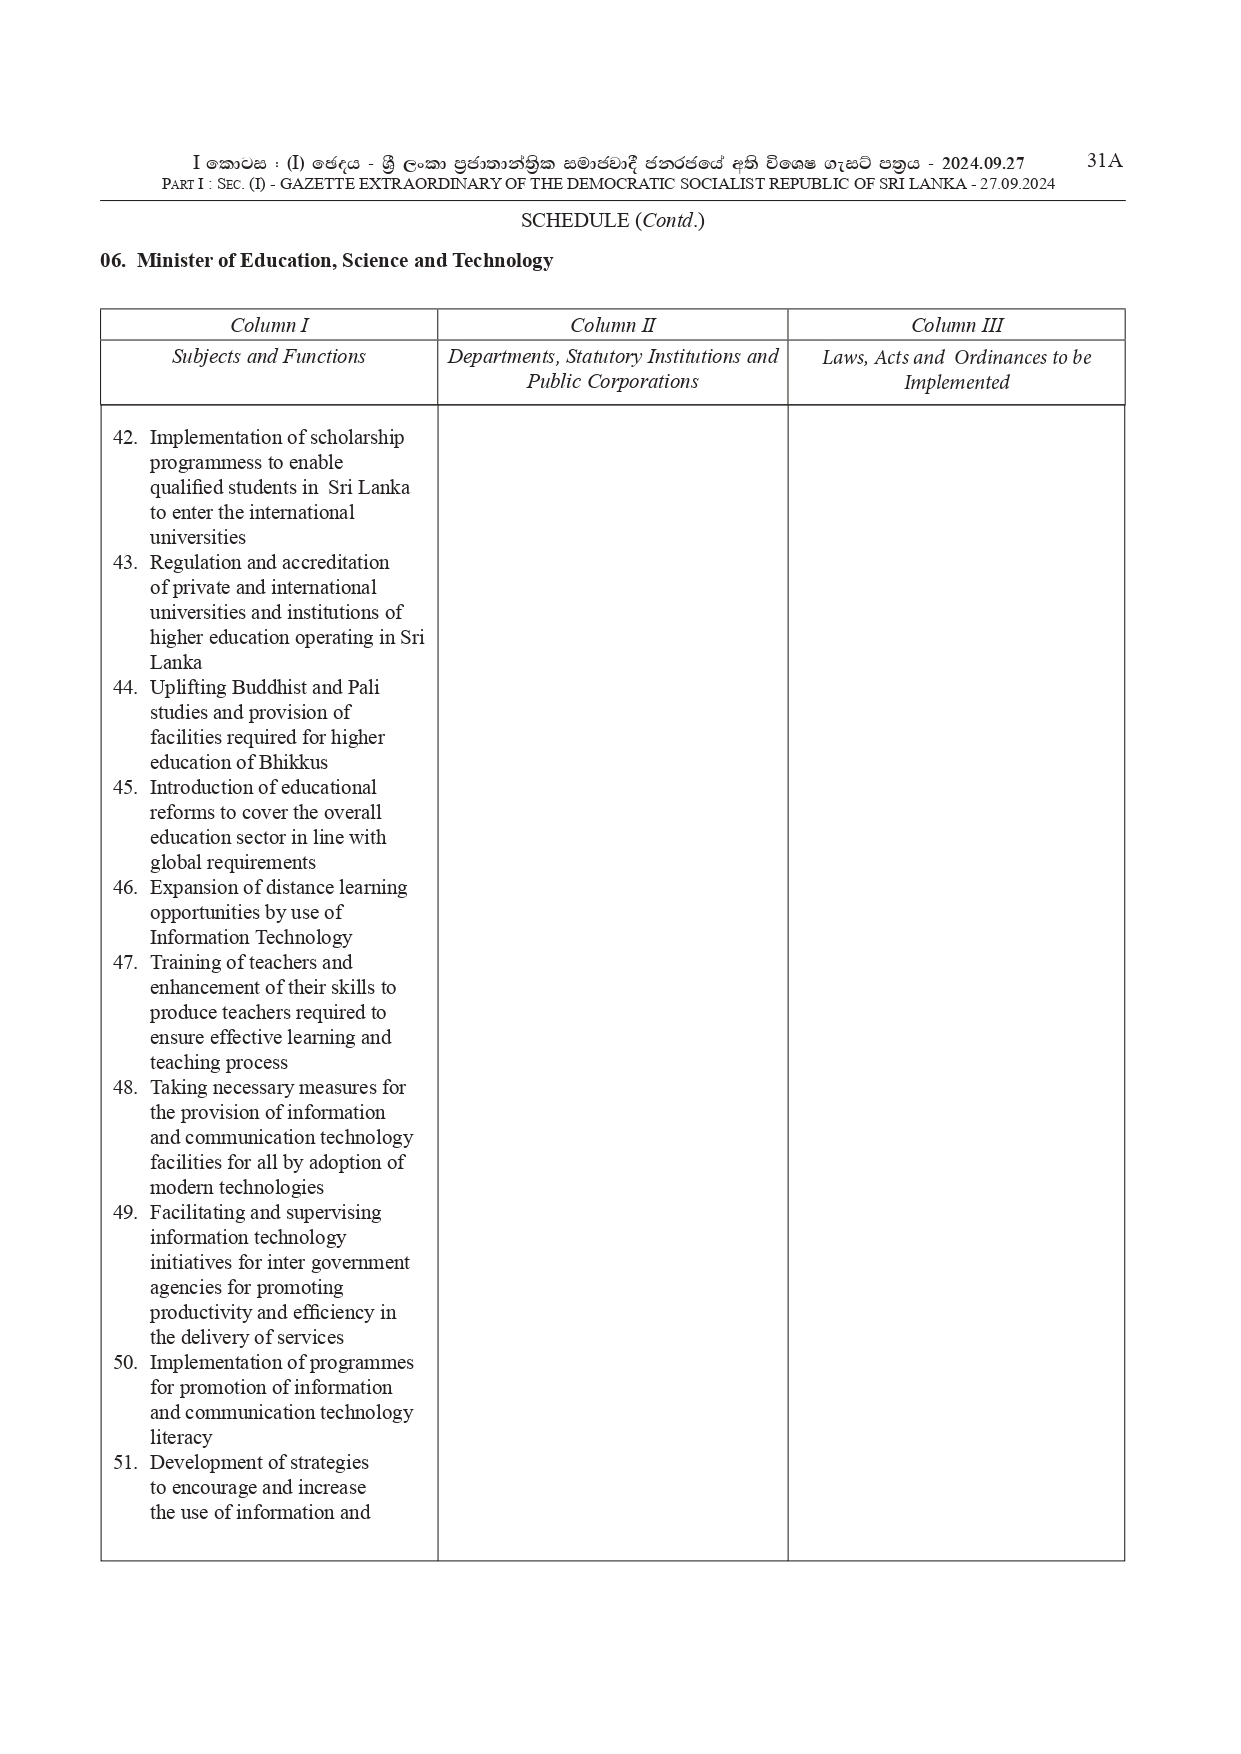 I කොටස : (I) ඡේදය - ශ්‍රී ලංකා ප්‍රජාතාන්ත්‍රික සමාජවාදී ජනරජයේ අති විශෙෂ ගැසට් පත්‍රය - 2024.09.27
31A
PART I : SEC. (I) - GAZETTE EXTRAORDINARY OF THE DEMOCRATIC SOCIALIST REPUBLIC OF SRI LANKA - 27.09.2024
SCHEDULE (Contd.)
06. Minister of Education, Science and Technology
Column I
Column II
Column III
Subjects and Functions
Departments, Statutory Institutions and
Public Corporations
Laws, Acts and Ordinances to be
Implemented
42. Implementation of scholarship
programmess to enable
qualified students in Sri Lanka
to enter the international
universities
43. Regulation and accreditation
of private and international
universities and institutions of
higher education operating in Sri
Lanka
44. Uplifting Buddhist and Pali
studies and provision of
facilities required for higher
education of Bhikkus
45. Introduction of educational
reforms to cover the overall
education sector in line with
global requirements
46. Expansion of distance learning
opportunities by use of
Information Technology
47. Training of teachers and
enhancement of their skills to
produce teachers required to
ensure effective learning and
teaching process
48. Taking necessary measures for
the provision of information
and communication technology
facilities for all by adoption of
modern technologies
49. Facilitating and supervising
information technology
initiatives for inter government
agencies for promoting
productivity and efficiency in
the delivery of services
50. Implementation of programmes
for promotion of information
and communication technology
literacy
51. Development of strategies
to encourage and increase
the use of information and